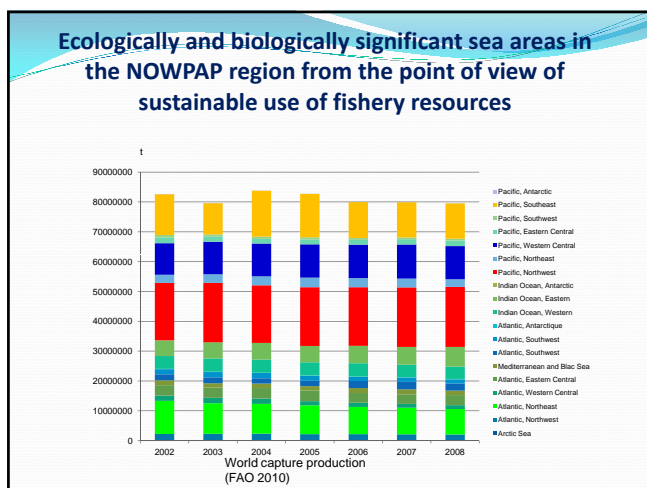 Ecologically and biologically significant sea areas in
the NOWPAP region from the point of view of
sustainable use of fishery resources
t
90000000
80000000
70000000
60000000
50000000
40000000
30000000
20000000
10000000
0
2002 2003 2004 2005 2006 2007 2008
World capture production
(FAO 2010)
Pacific, Antarctic
Pacific, Southeast
Pacific, Southwest
Pacific, Eastern Central
Pacific, Western Central
Pacific, Northeast
Pacific, Northwest
Indian Ocean, Antarctic
Indian Ocean, Eastern
Indian Ocean, Western
Atlantic, Antarctique
Atlantic, Southwest
Atlantic, Southwest
Mediterranean and Blac Sea
Atlantic, Eastern Central
Atlantic, Western Central
Atlantic, Northeast
Atlantic, Northwest
Arctic Sea